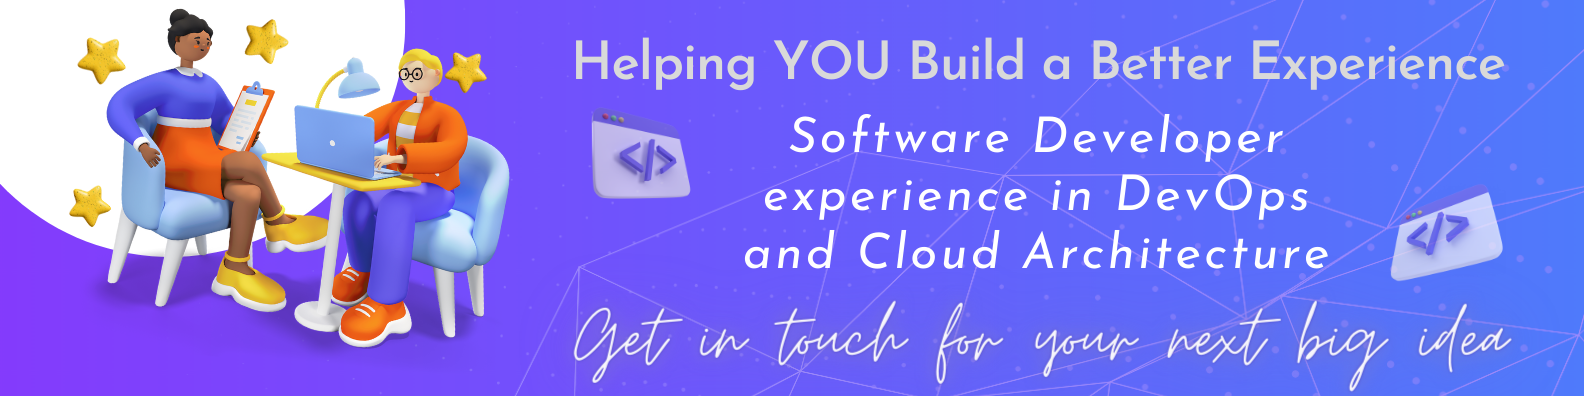 Helping YOU Build a Better Experience
Software Developer
experience in DevOps
and Cloud Architecture
Get in touch for your next big idea